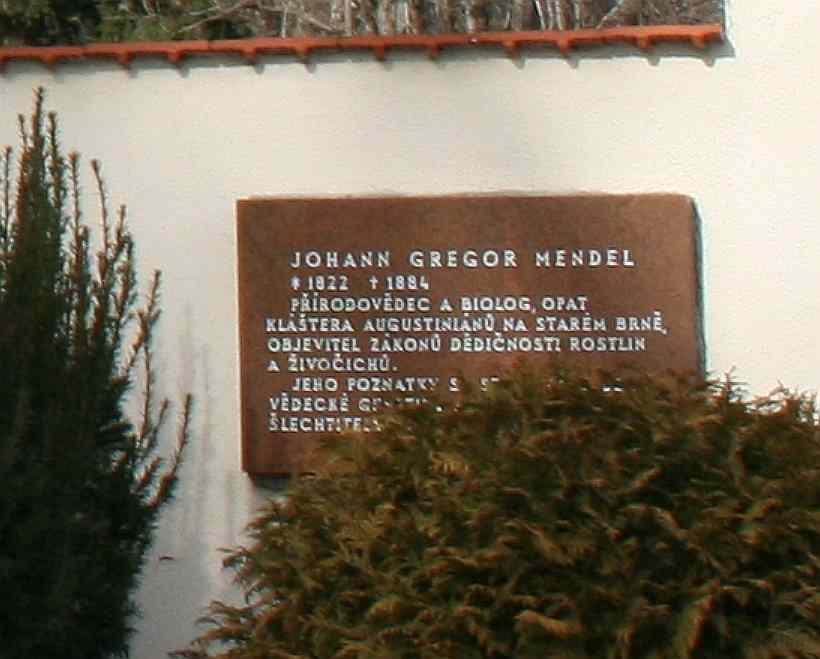 JOHANN GREGOR MENDEL
* 1822 † 1884
PŘÍRODOVĚDEC A BIOLOG, OPAT
KLÁŠTERA AUGUSTINIÁNŮ NA STARÉM BRNĚ,
OBJEVITEL ZÁKONŮ DĚDIČNOSTI ROSTLIN
A ŽIVOČICHŮ.
JEHO POZNATKY
VĚDECKÉ